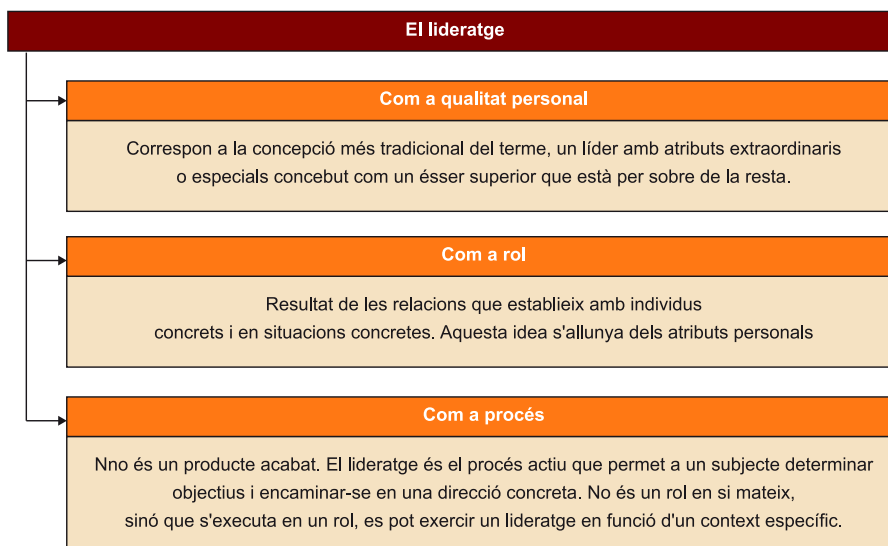 El lideratge
Com a qualitat personal
Correspon a la concepció més tradicional del terme, un líder amb atributs extraordinaris
o especials concebut com un ésser superior que està per sobre de la resta.
Com a rol
Resultat de les relacions que establieix amb individus
concrets i en situacions concretes. Aquesta idea s'allunya dels atributs personals
Com a procés
Nno és un producte acabat. El lideratge és el procés actiu que permet a un subjecte determinar
objectius i encaminar-se en una direcció concreta. No és un rol en si mateix,
sinó que s'executa en un rol, es pot exercir un lideratge en funció d'un context específic.